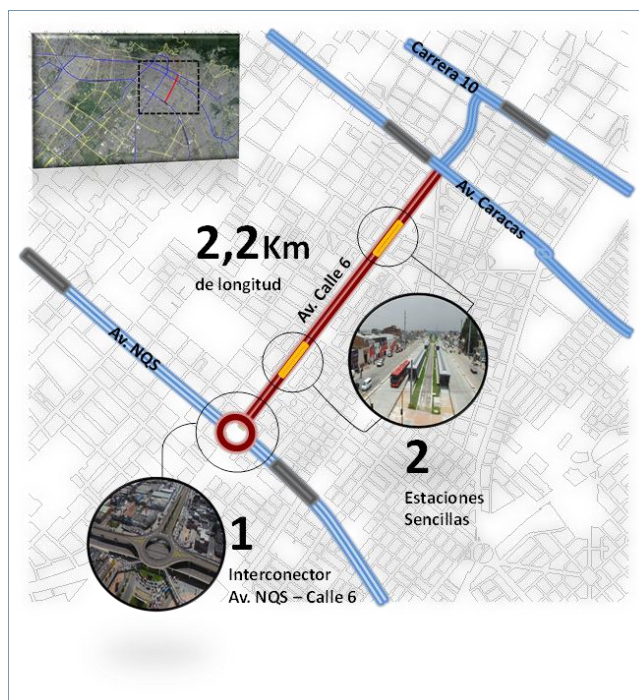 Carrera 10
Av. Caracas
2,2Km
de longitud
Av. Calle 6
Av. NQS
2
Estaciones
Sencillas
1
Interconector
Av. NQS – Calle 6